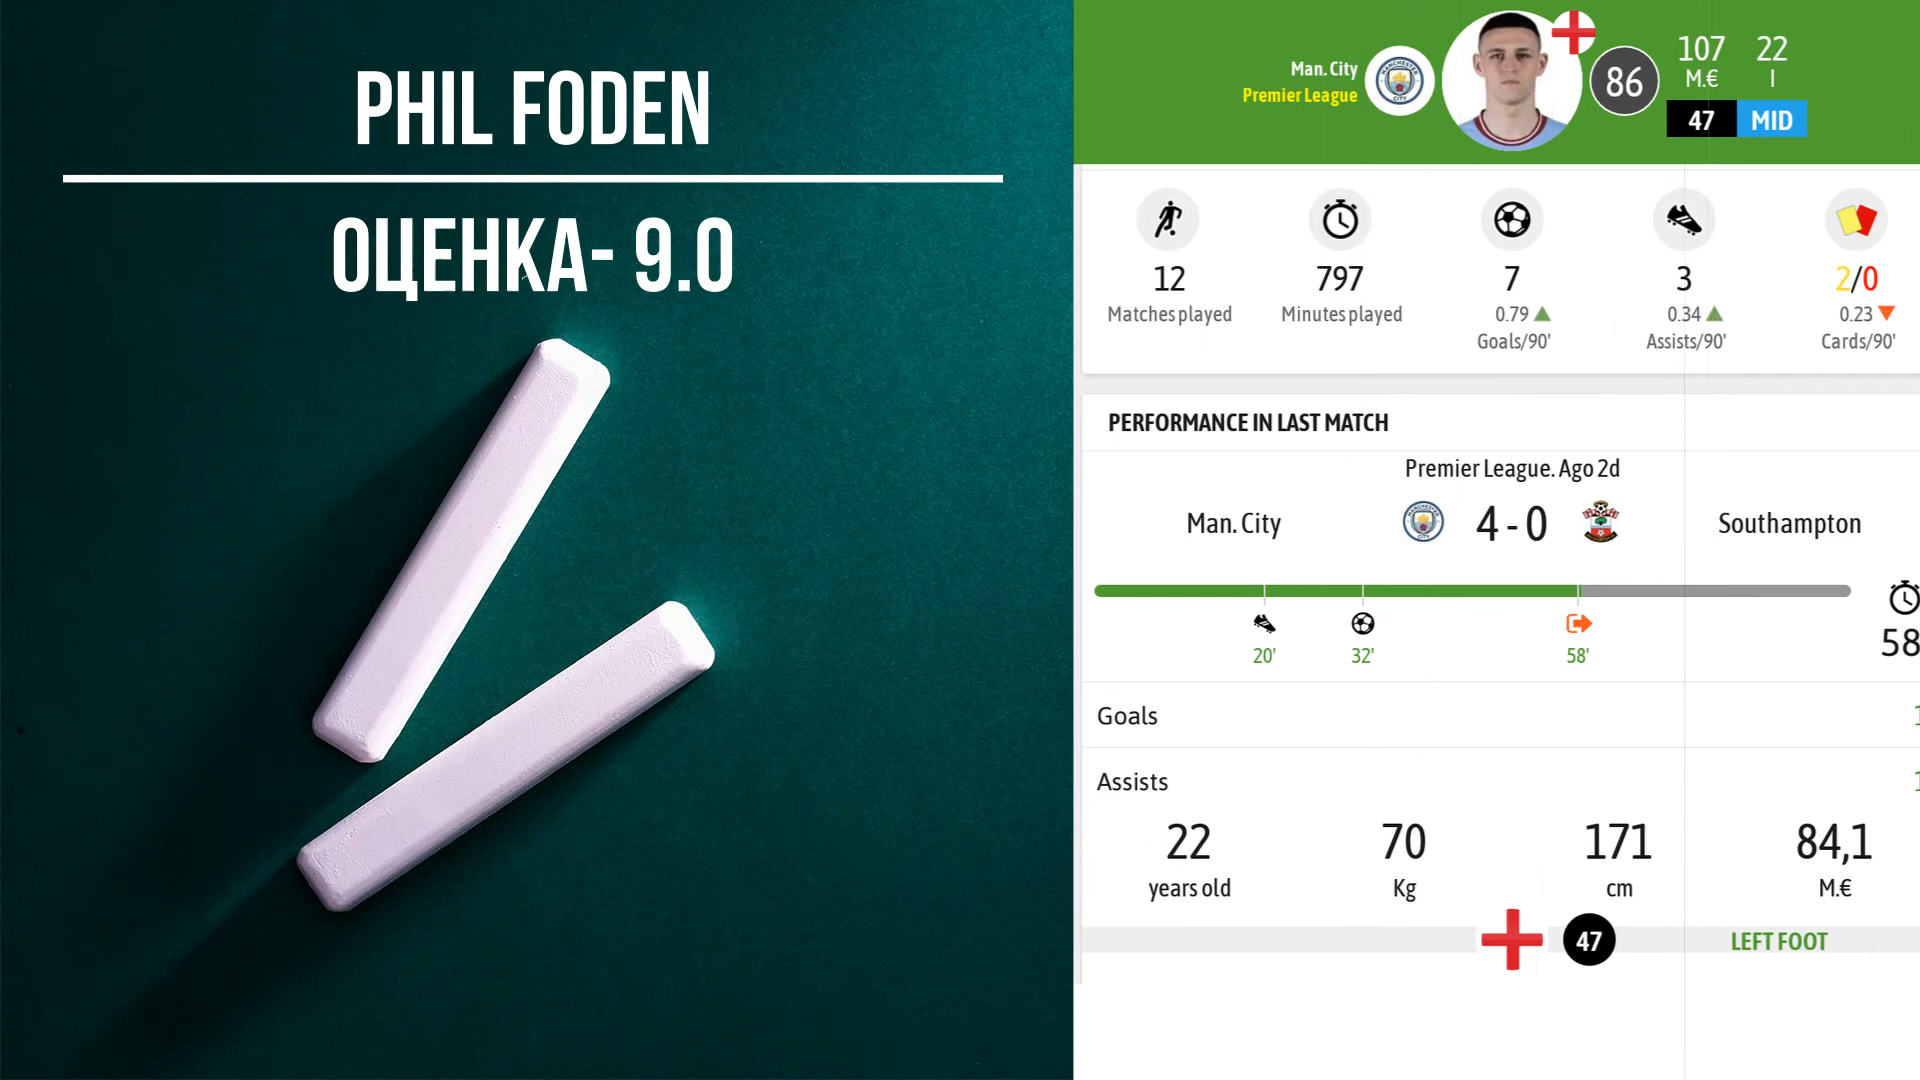 PHIL FODEN
ОЦЕНКА- 9.0
Man. City
Premier League
86
107
M.€
22
I
47
MID
12
Matches played
797
Minutes played
7
0.79
Goals/90'
3
0.34
Assists/90'
2/0
0.23
Cards/90'
PERFORMANCE IN LAST MATCH
Premier League. Ago 2d
Man. City
4 - 0
Southampton
20'
32'
58'
58
Goals
1
Assists
1
22
years old
70
Kg
171
cm
84,1
M.€
47
LEFT FOOT